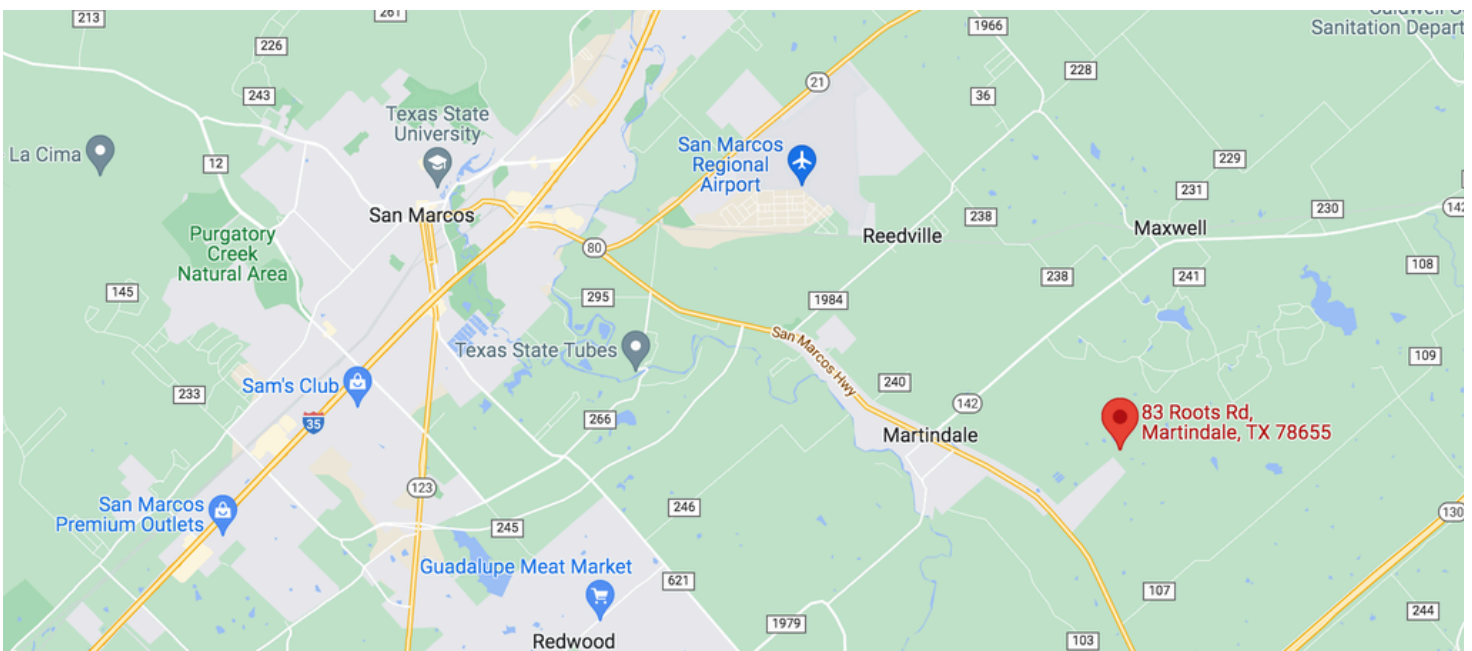 213
261
1966
Sanitation Depart
226
228
21
243
36
Texas State
University
La Cima
San Marcos
Regional
Airport
12
229
231
San Marcos
238
230
142
Purgatory
Creek
Natural Area
Reedville
Maxwell
80
238
241
108
145
295
1984
San Marcos Hwy
Texas State Tubes
109
Sam's Club
240
233
142
83 Roots Rd,
Martindale, TX 78655
35
266
Martindale
123
San Marcos
Premium Outlets
246
130
245
Guadalupe Meat Market
621
107
244
1979
103
Redwood